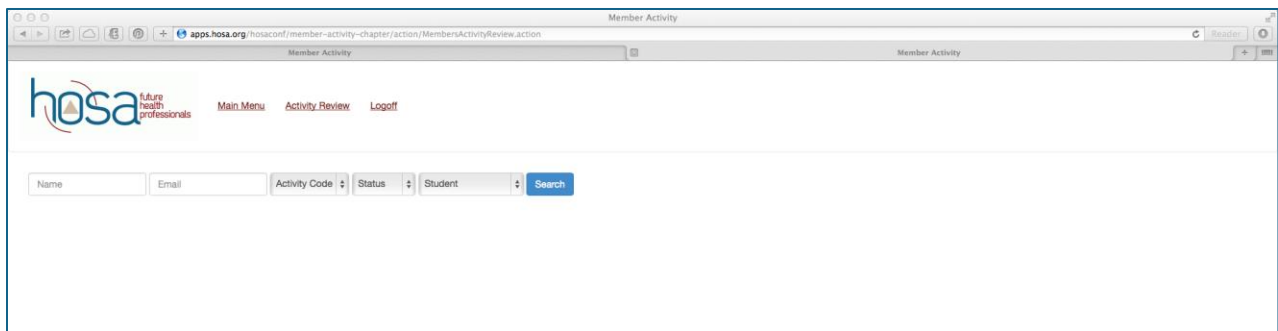 Member Activity
apps.hosa.org/hosaconf/member-activity-chapter/action/MembersActivityReview.action
Reader
Member Activity
Member Activity
hosa future health professionals
Main Menu Activity Review Logoff
Name Email Activity Code Status Student Search